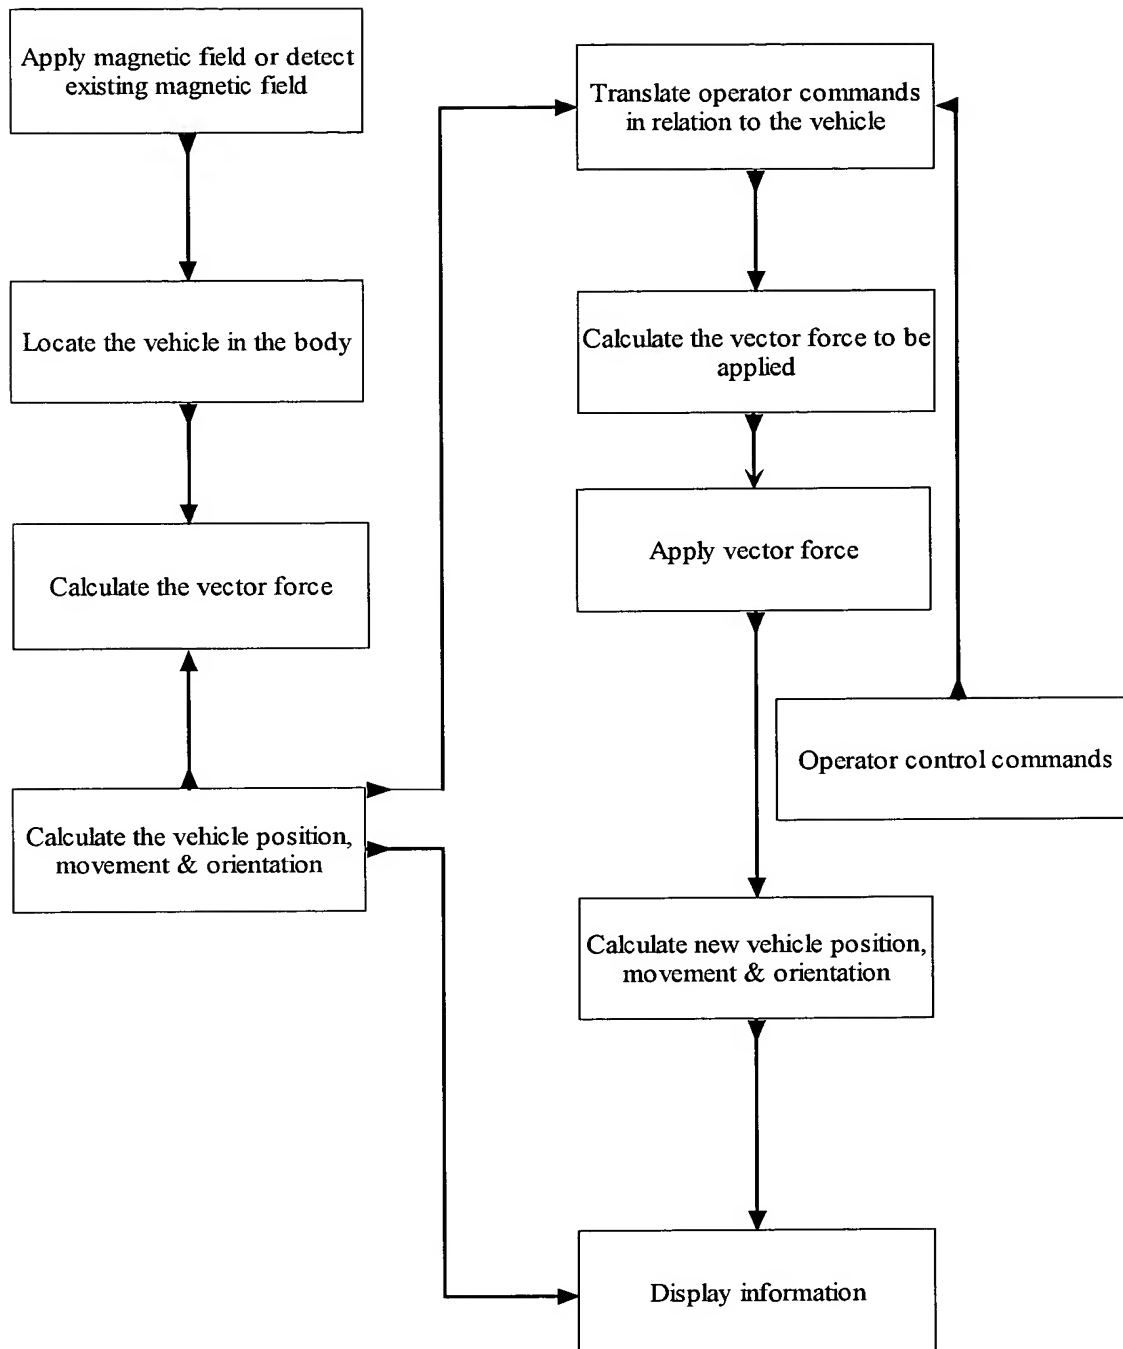 Apply magnetic field or detect
existing magnetic field
Locate the vehicle in the body
Calculate the vector force
Calculate the vehicle position,
movement & orientation
Translate operator commands
in relation to the vehicle
Calculate the vector force to be
applied
Apply vector force
Operator control commands
Calculate new vehicle position,
movement & orientation
Display information